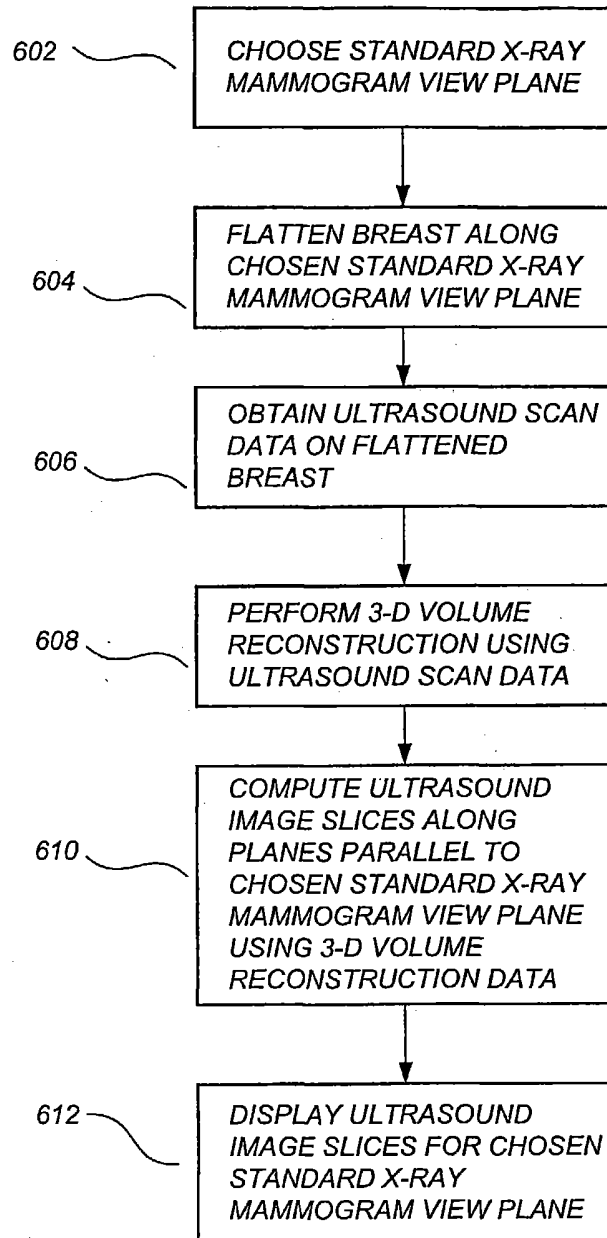 602
CHOOSE STANDARD X-RAY
MAMMOGRAM VIEW PLANE
604
FLATTEN BREAST ALONG
CHOSEN STANDARD X-RAY
MAMMOGRAM VIEW PLANE
606
OBTAIN ULTRASOUND SCAN
DATA ON FLATTENED
BREAST
608
PERFORM 3-D VOLUME
RECONSTRUCTION USING
ULTRASOUND SCAN DATA
610
COMPUTE ULTRASOUND
IMAGE SLICES ALONG
PLANES PARALLEL TO
CHOSEN STANDARD X-RAY
MAMMOGRAM VIEW PLANE
USING 3-D VOLUME
RECONSTRUCTION DATA
612
DISPLAY ULTRASOUND
IMAGE SLICES FOR CHOSEN
STANDARD X-RAY
MAMMOGRAM VIEW PLANE